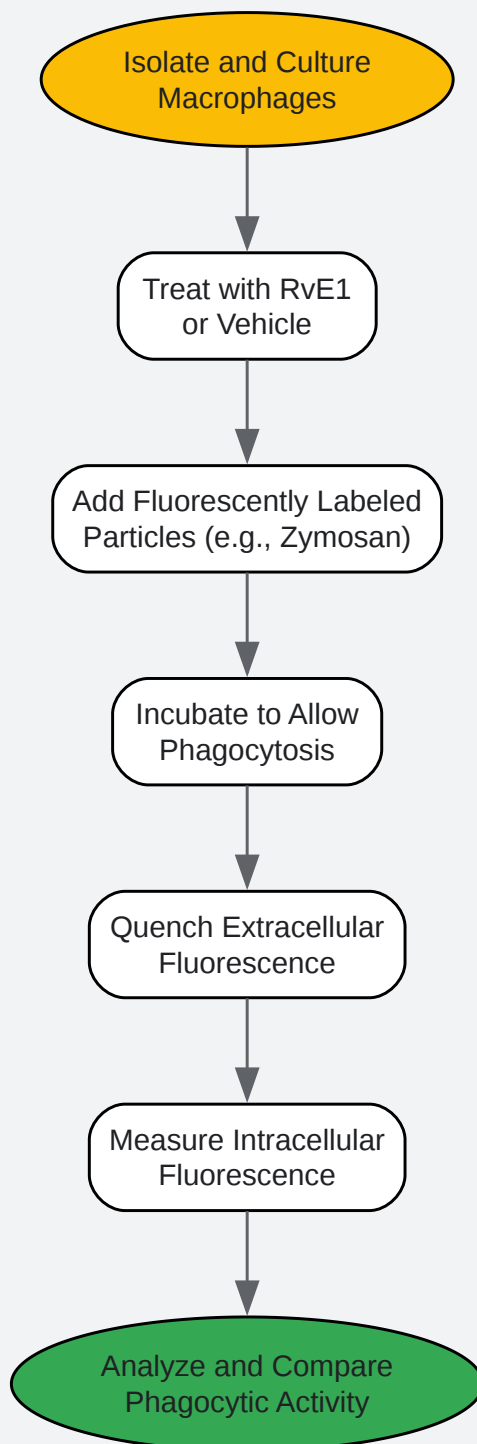 Isolate and Culture
Macrophages
Treat with RvE1
or Vehicle
Add Fluorescently Labeled
Particles (e.g., Zymosan)
Incubate to Allow
Phagocytosis
Quench Extracellular
Fluorescence
Measure Intracellular
Fluorescence
Analyze and Compare
Phagocytic Activity